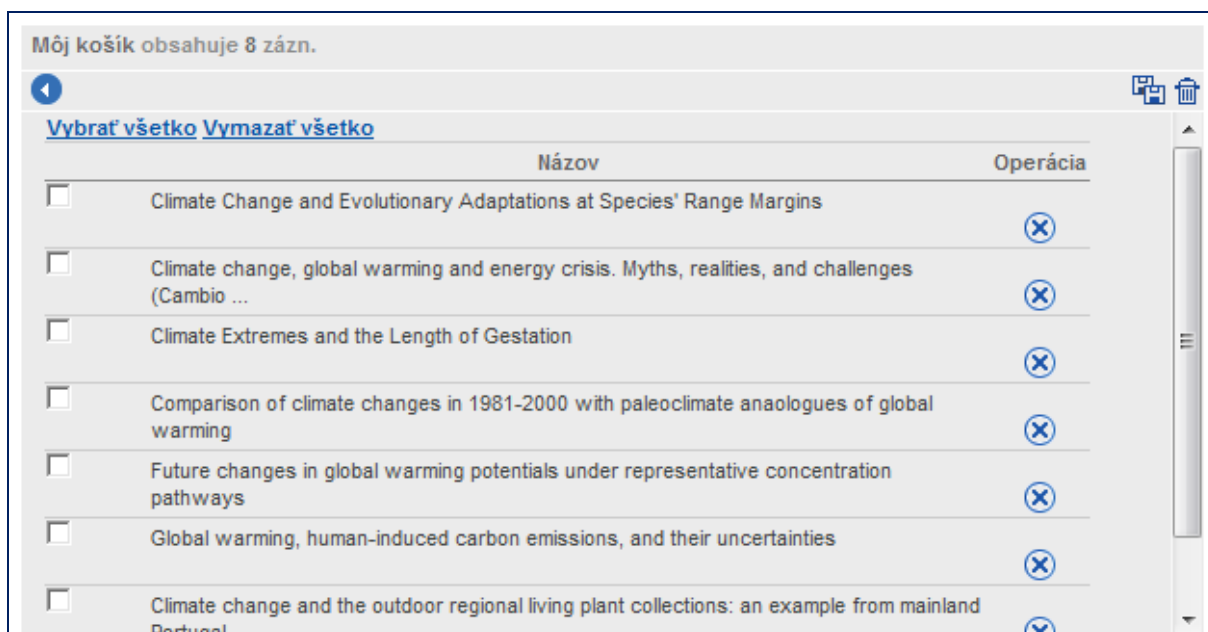 Môj košík obsahuje 8 zázn.
Vybrať všetko Vymazať všetko
Názov Operácia
Climate Change and Evolutionary Adaptations at Species' Range Margins
Climate change, global warming and energy crisis. Myths, realities, and challenges
(Cambio ...
Climate Extremes and the Length of Gestation
Comparison of climate changes in 1981-2000 with paleoclimate anaologues of global
warming
Future changes in global warming potentials under representative concentration
pathways
Global warming, human-induced carbon emissions, and their uncertainties
Climate change and the outdoor regional living plant collections: an example from mainland
Portugal